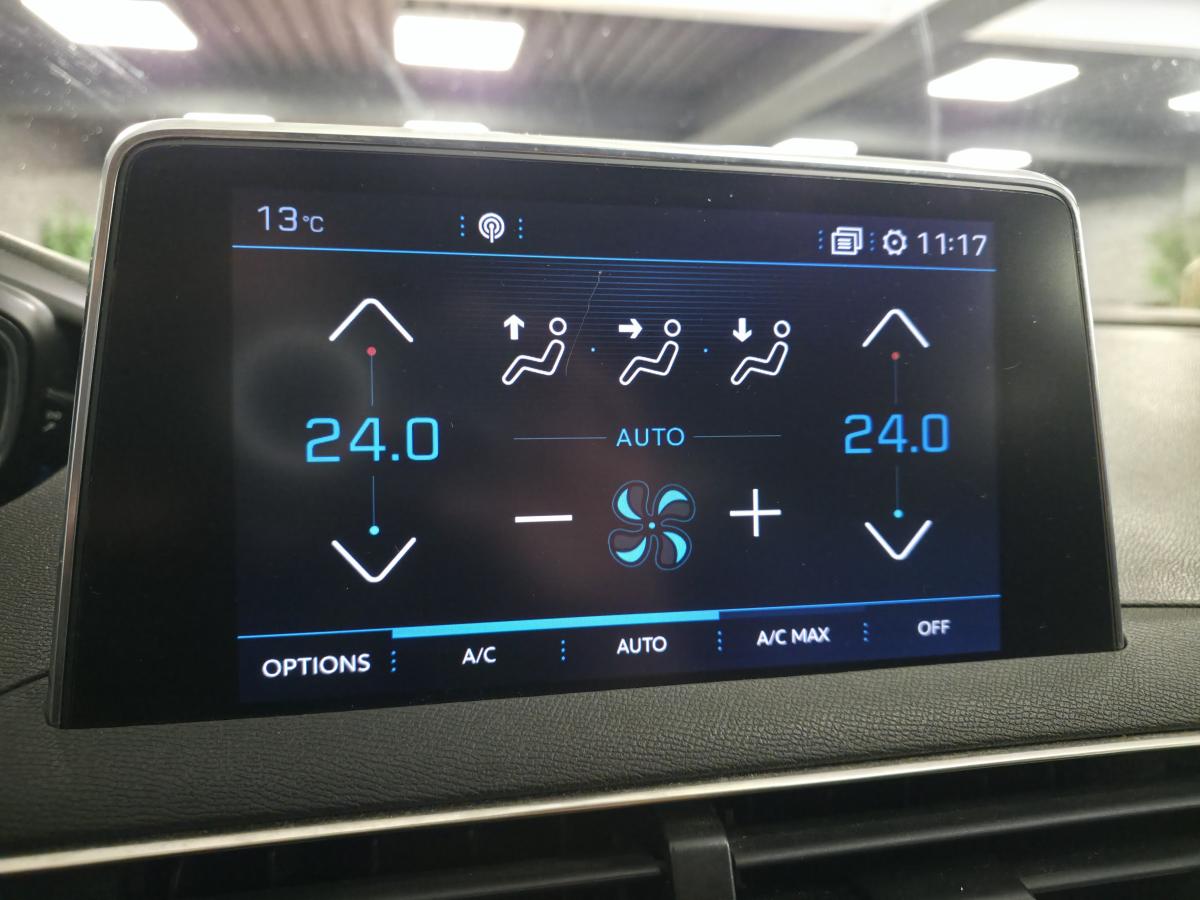 13°C
11:17
24.0
AUTO
24.0
OPTIONS
A/C
AUTO
A/C MAX
OFF